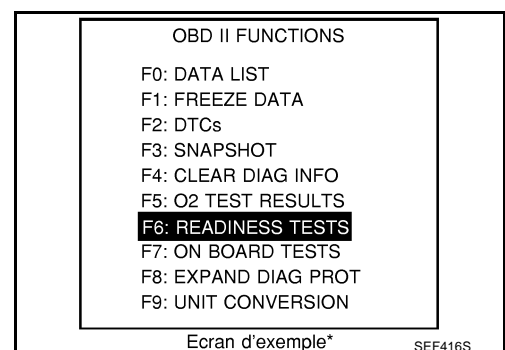 OBD II FUNCTIONS
F0: DATA LIST
F1: FREEZE DATA
F2: DTCs
F3: SNAPSHOT
F4: CLEAR DIAG INFO
F5: O2 TEST RESULTS
F6: READINESS TESTS
F7: ON BOARD TESTS
F8: EXPAND DIAG PROT
F9: UNIT CONVERSION
Ecran d'exemple*
SEF416S